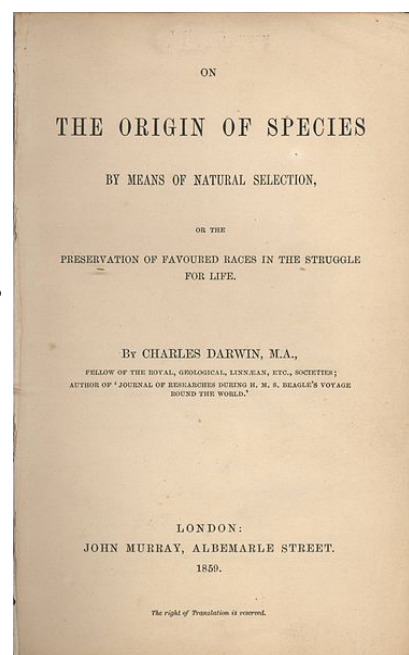 ON
THE ORIGIN OF SPECIES
BY MEANS OF NATURAL SELECTION,
OR THE
PRESERVATION OF FAVOURED RACES IN THE STRUGGLE
FOR LIFE.
BY CHARLES DARWIN, M.A.,
FELLOW OF THE ROYAL, GEOLOGICAL, LINNÆAN, ETC., SOCIETIES;
AUTHOR OF 'JOURNAL OF RESEARCHES DURING H. M. S. BEAGLE'S VOYAGE
ROUND THE WORLD.'
LONDON:
JOHN MURRAY, ALBEMARLE STREET.
1859.
The right of Translation is reserved.